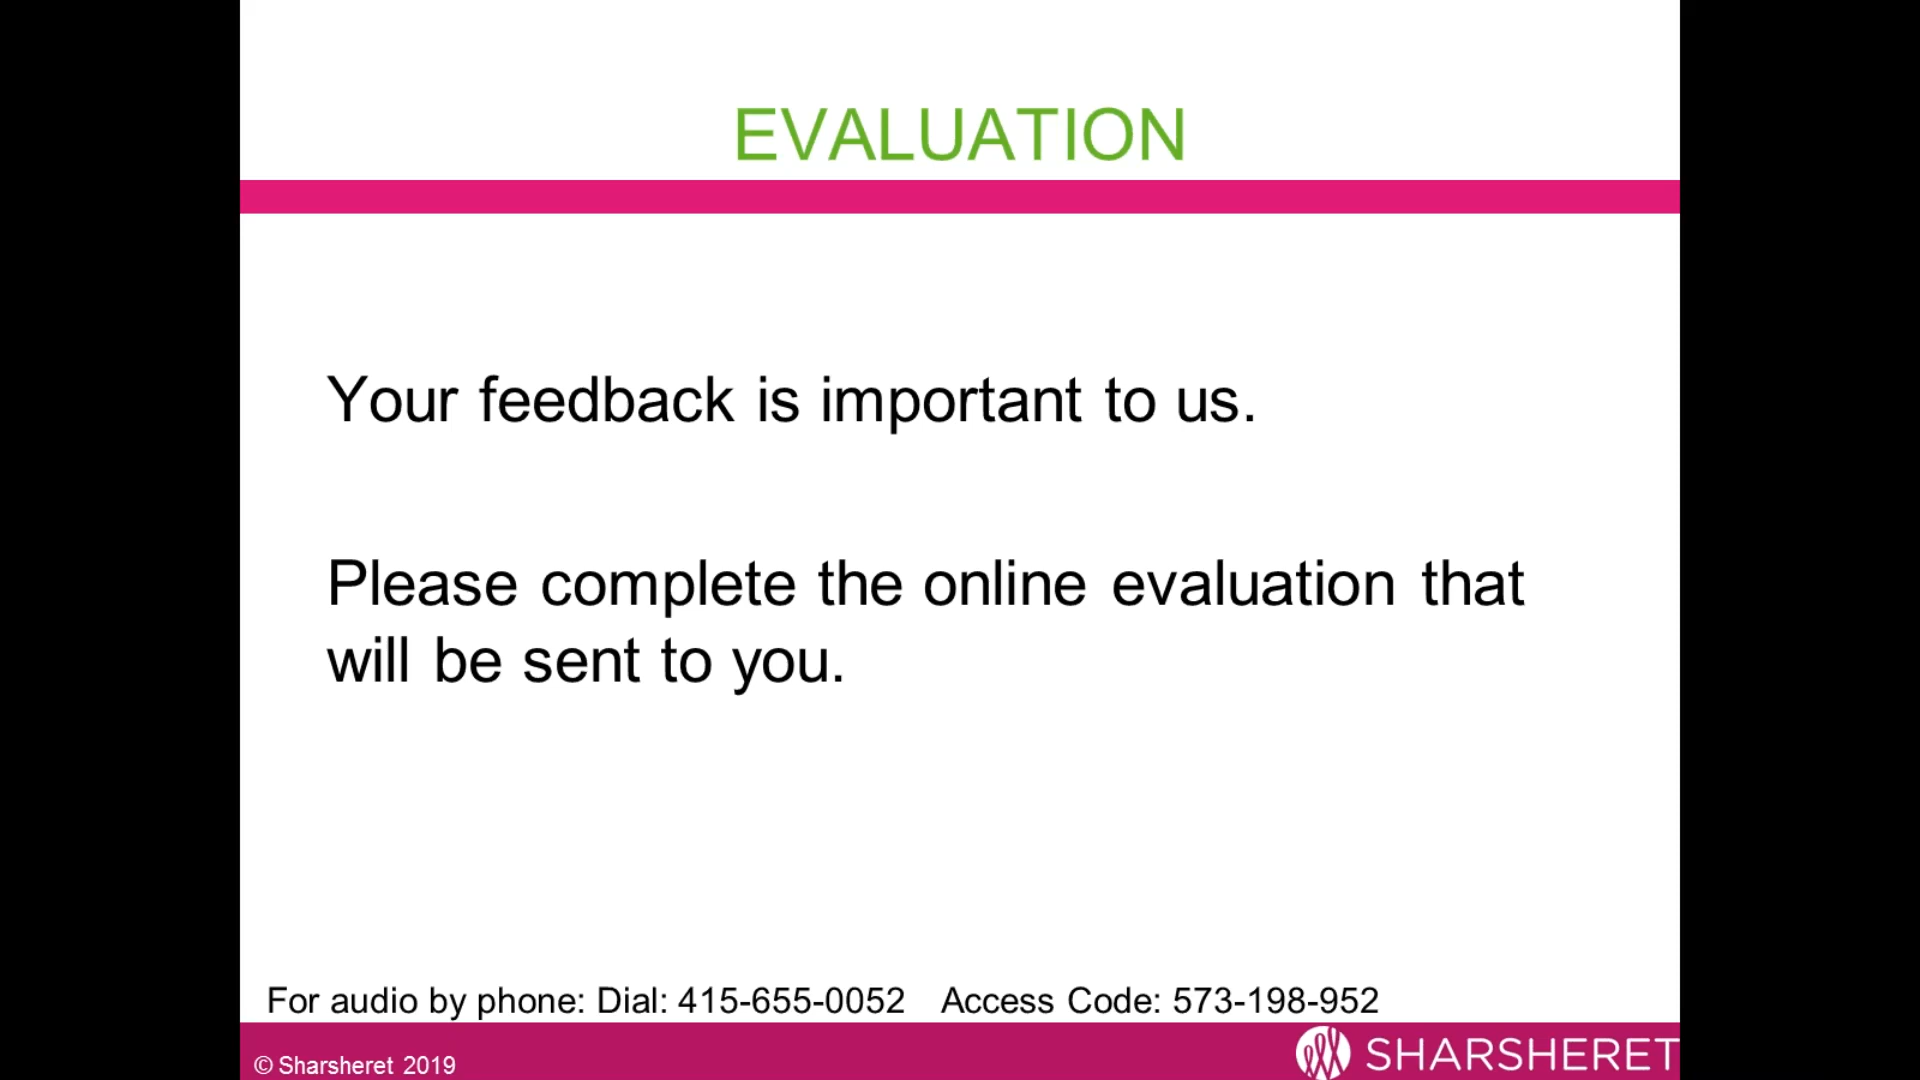 EVALUATION
Your feedback is important to us.
Please complete the online evaluation that
will be sent to you.
For audio by phone: Dial: 415-655-0052 Access Code: 573-198-952
© Sharsheret 2019
SHARSHERET